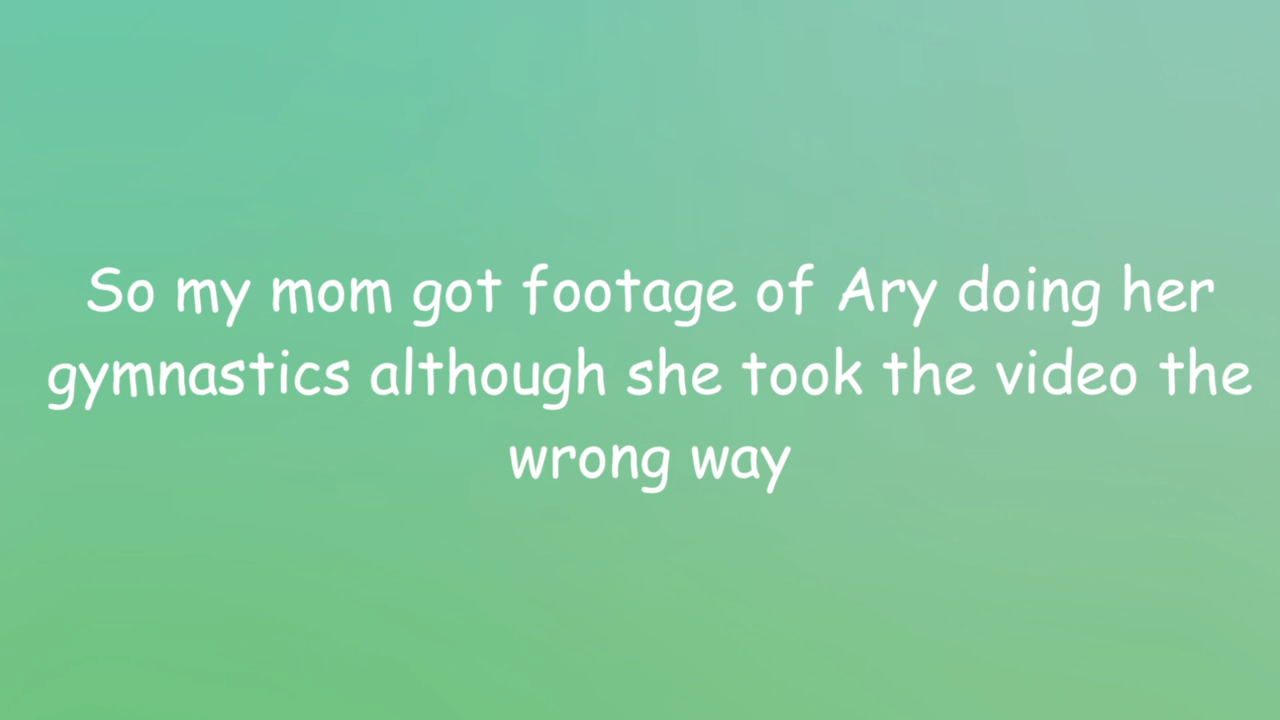 So my mom got footage of Ary doing her
gymnastics although she took the video the
wrong way